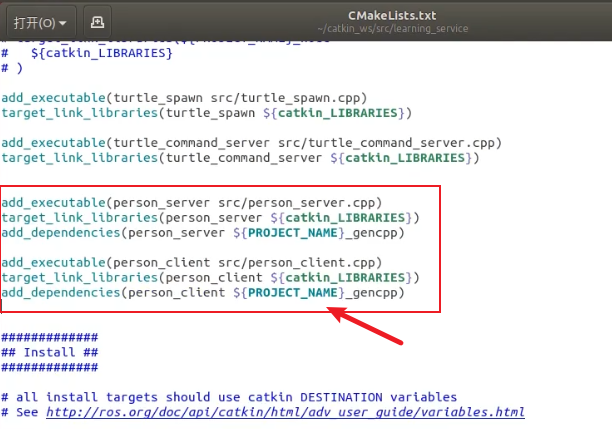 打开(O)
CMakeLists.txt
~/catkin_ws/src/learning_service
#   ${catkin_LIBRARIES}
# )
add_executable(turtle_spawn src/turtle_spawn.cpp)
target_link_libraries(turtle_spawn ${catkin_LIBRARIES})
add_executable(turtle_command_server src/turtle_command_server.cpp)
target_link_libraries(turtle_command_server ${catkin_LIBRARIES})
add_executable(person_server src/person_server.cpp)
target_link_libraries(person_server ${catkin_LIBRARIES})
add_dependencies(person_server ${PROJECT_NAME}_gencpp)
add_executable(person_client src/person_client.cpp)
target_link_libraries(person_client ${catkin_LIBRARIES})
add_dependencies(person_client ${PROJECT_NAME}_gencpp)
#############
## Install ##
#############
# all install targets should use catkin DESTINATION variables
# See http://ros.org/doc/api/catkin/html/adv_user_guide/variables.html